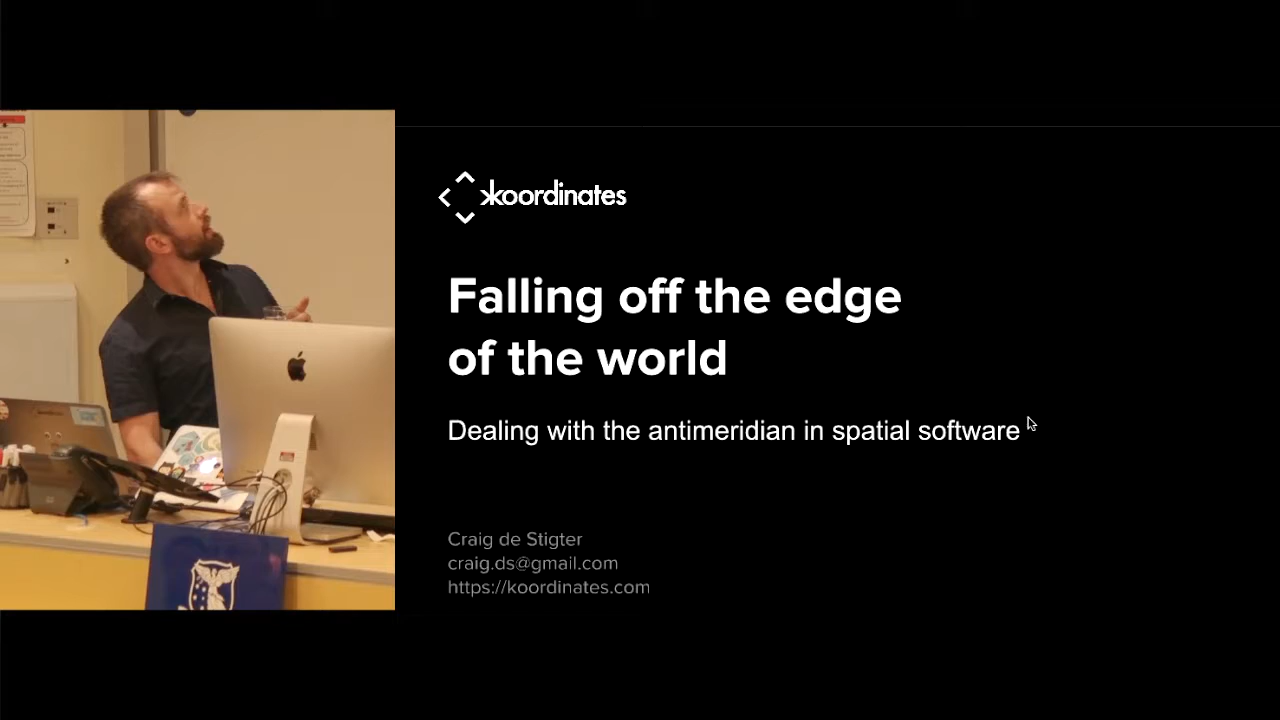 koordinates
Falling off the edge
of the world
Dealing with the antimeridian in spatial software
Craig de Stigter
craig.ds@gmail.com
https://koordinates.com